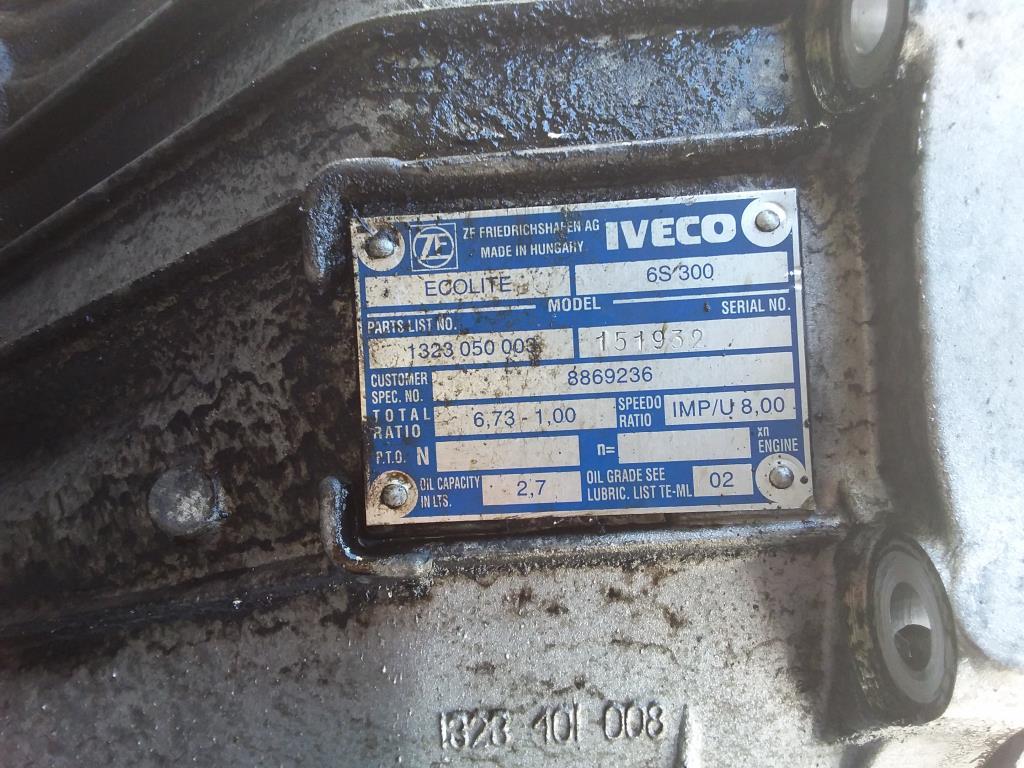 ZF
ZF FRIEDRICHSHAFEN AG
MADE IN HUNGARY
IVECO
ECOLITE 6S 300
MODEL
PARTS LIST NO. SERIAL NO.
1323 050 003 151932
CUSTOMER SPEC. NO. 8869236
TOTAL RATIO 6,73 - 1,00 SPEEDO RATIO IMP/U 8,00
P.T.O. N n= xn ENGINE
OIL CAPACITY IN LTS. 2,7 OIL GRADE SEE LUBRIC. LIST TE-ML 02
1323 401 008